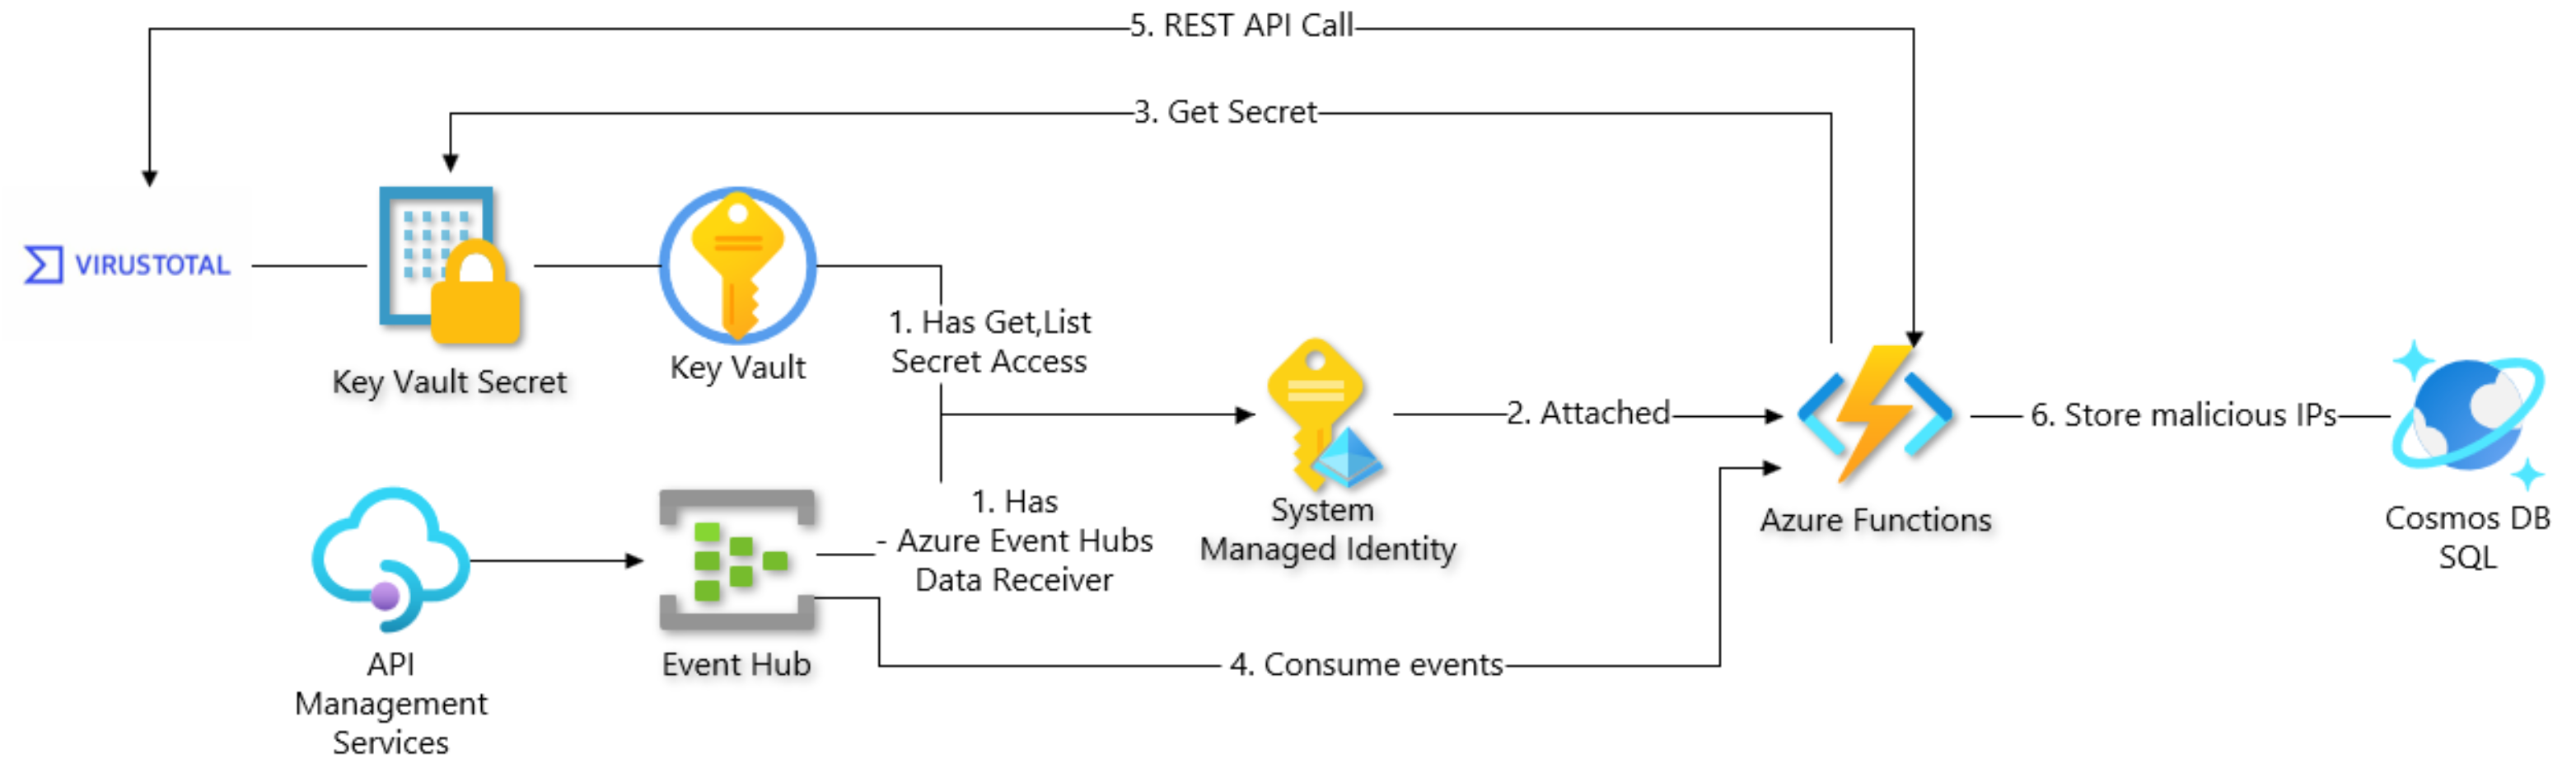 5. REST API Call
3. Get Secret
VIRUSTOTAL
Key Vault Secret
Key Vault
1. Has Get,List
Secret Access
System
Managed Identity
2. Attached
Azure Functions
6. Store malicious IPs
Cosmos DB
SQL
API
Management
Services
Event Hub
1. Has
- Azure Event Hubs
Data Receiver
4. Consume events